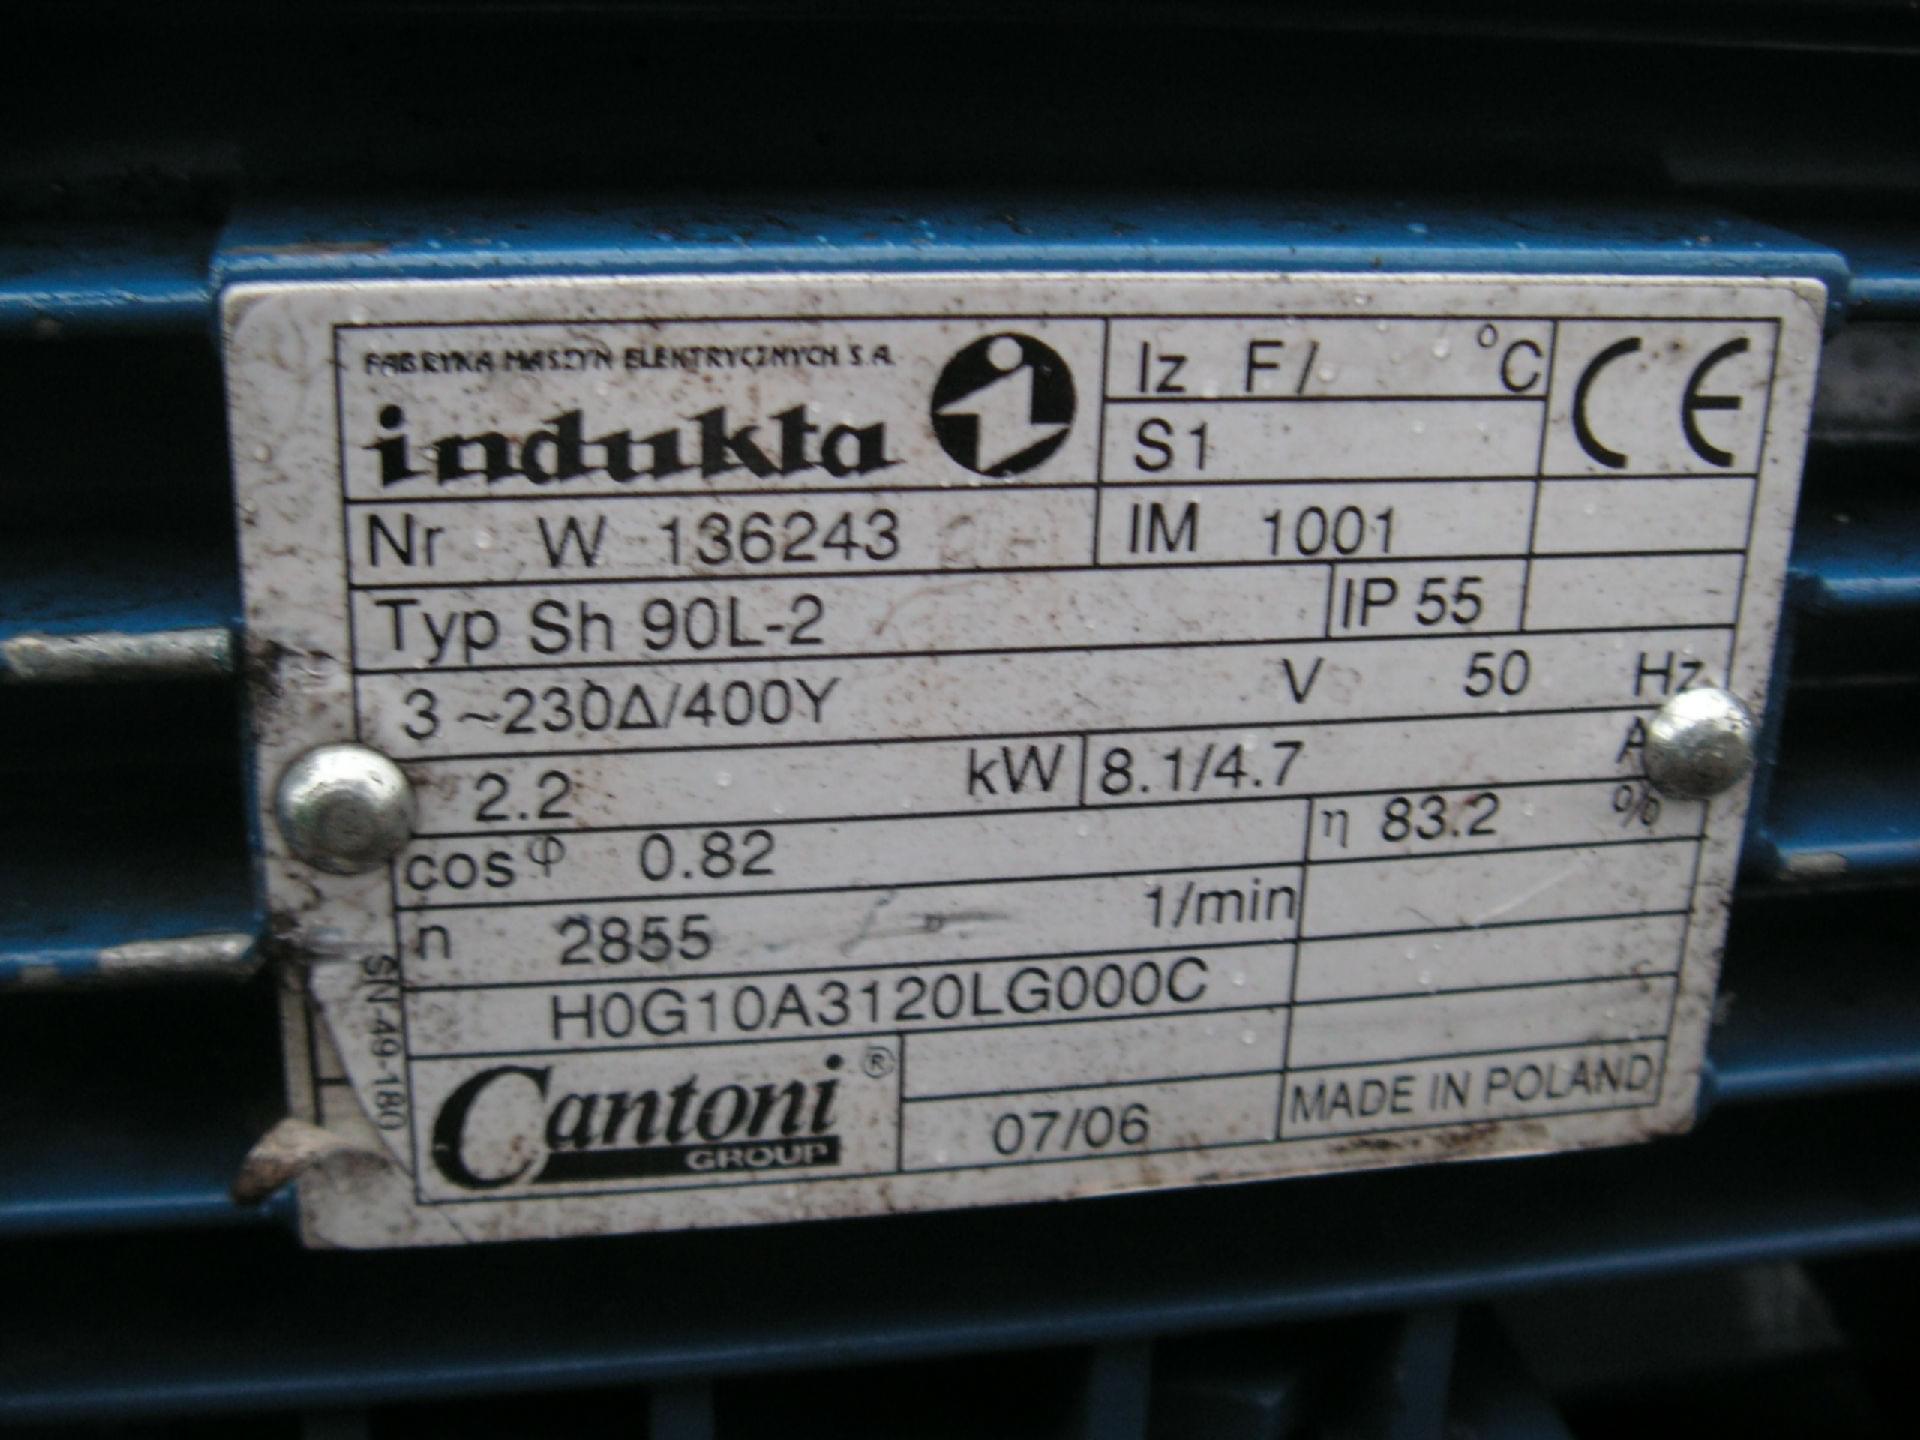 FABRYKA MASZYN ELEKTRYCZNYCH S.A.
indukta
Iz F/ °C
CE
S1
Nr W 136243
IM 1001
Typ Sh 90L-2
IP 55
3 ~230Δ/400Y V 50 Hz
2.2 kW 8.1/4.7 A
cos φ 0.82
η 83.2 %
n 2855 1/min
H0G10A3120LG000C
SN-49-180
Cantoni ®
GROUP
07/06
MADE IN POLAND